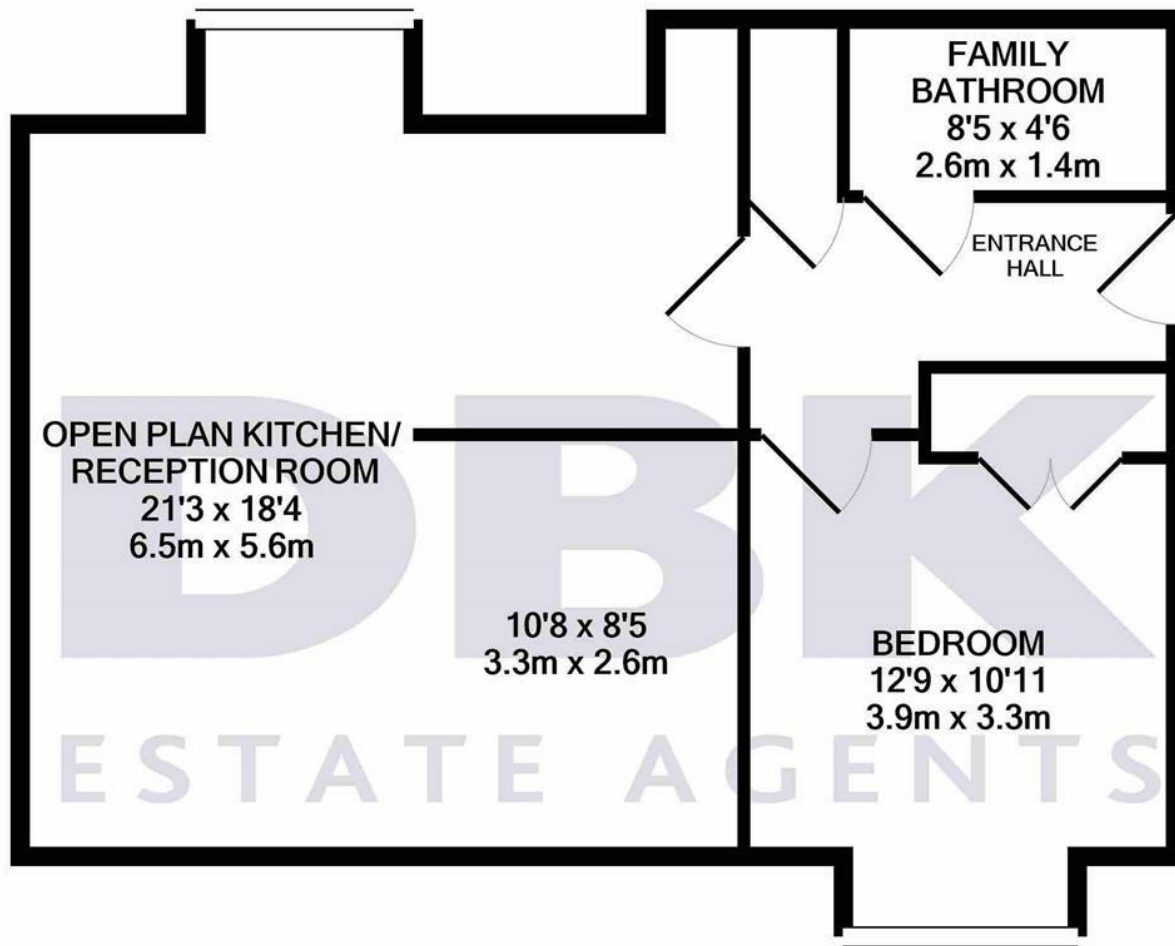 FAMILY
BATHROOM
8'5 x 4'6
2.6m x 1.4m
ENTRANCE
HALL
OPEN PLAN KITCHEN/
RECEPTION ROOM
21'3 x 18'4
6.5m x 5.6m
10'8 x 8'5
3.3m x 2.6m
BEDROOM
12'9 x 10'11
3.9m x 3.3m
DBK
ESTATE AGENTS